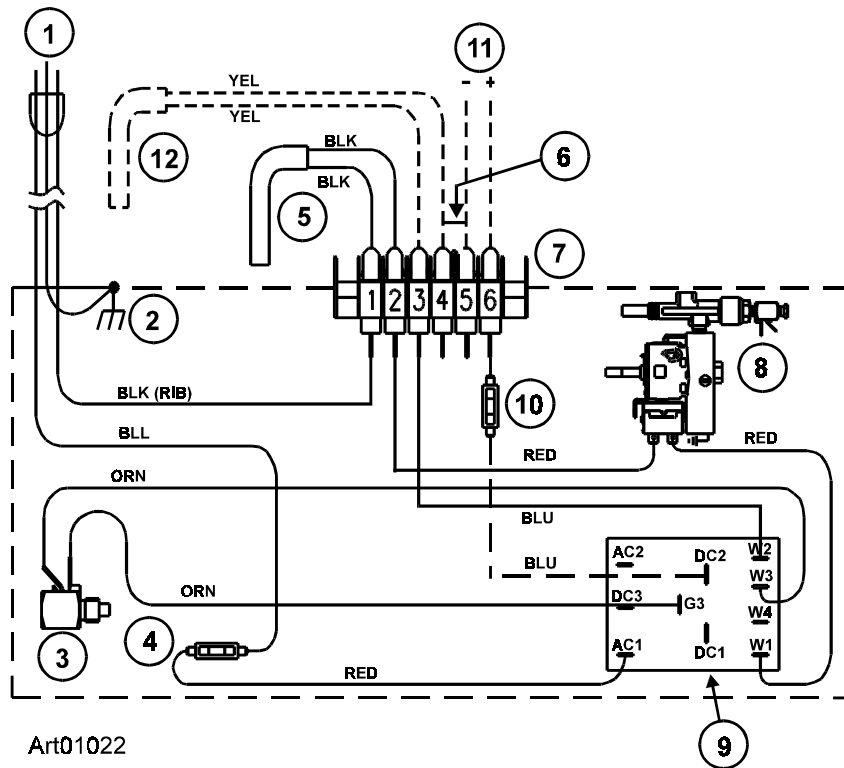 1
11
- +
YEL
YEL
12
BLK
BLK
6
5
7
1 2 3 4 5 6
2
8
BLK (RIB)
10
BLL
RED
RED
ORN
BLU
BLU
AC2
DC2
W2
W3
ORN
DC3
G3
W4
3
4
AC1
DC1
W1
RED
9
Art01022